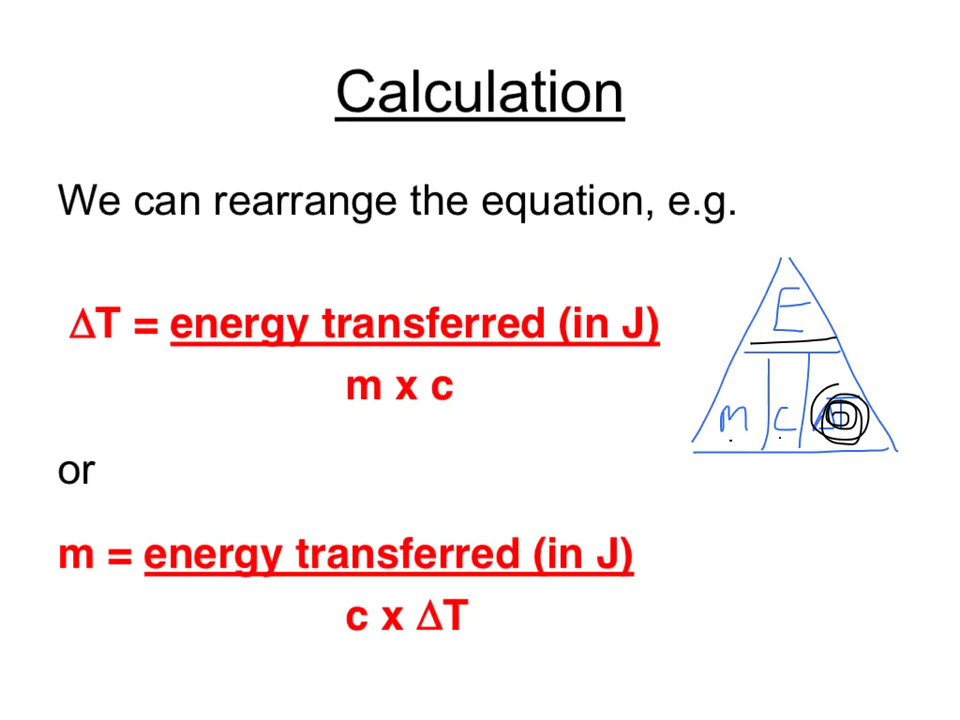 Calculation
We can rearrange the equation, e.g.
ΔT = energy transferred (in J)
m x c
or
m = energy transferred (in J)
c x ΔT
E
m c